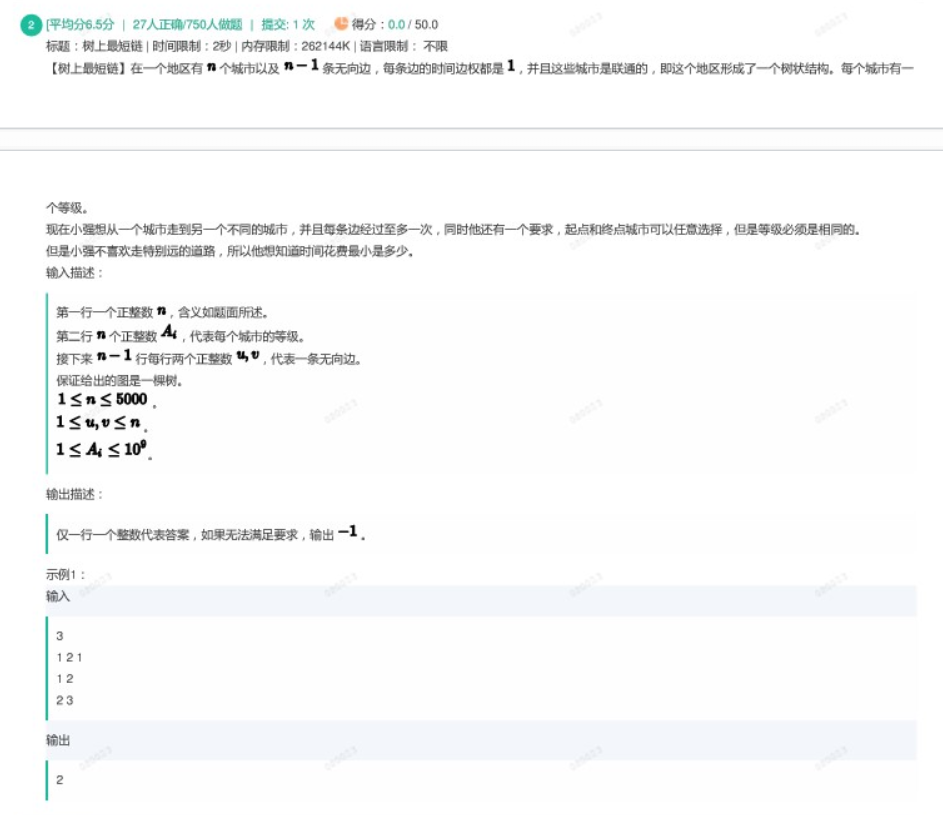 2 [平均分6.5分 | 27人正确/750人做题 | 提交: 1 次 得分：0.0 / 50.0
标题：树上最短链 | 时间限制：2秒 | 内存限制：262144K | 语言限制： 不限
【树上最短链】在一个地区有 n 个城市以及 n − 1 条无向边，每条边的时间边权都是 1，并且这些城市是联通的，即这个地区形成了一个树状结构。每个城市有一
个等级。
现在小强想从一个城市走到另一个不同的城市，并且每条边经过至多一次，同时他还有一个要求，起点和终点城市可以任意选择，但是等级必须是相同的。
但是小强不喜欢走特别远的道路，所以他想知道时间花费最小是多少。
输入描述：
第一行一个正整数 n，含义如题面所述。
第二行 n 个正整数 Ai，代表每个城市的等级。
接下来 n − 1 行每行两个正整数 u, v，代表一条无向边。
保证给出的图是一棵树。
1 ≤ n ≤ 5000 。
1 ≤ u, v ≤ n 。
1 ≤ Ai ≤ 10⁹ 。
输出描述：
仅一行一个整数代表答案，如果无法满足要求，输出 −1 。
示例1：
输入
3
1 2 1
1 2
2 3
输出
2